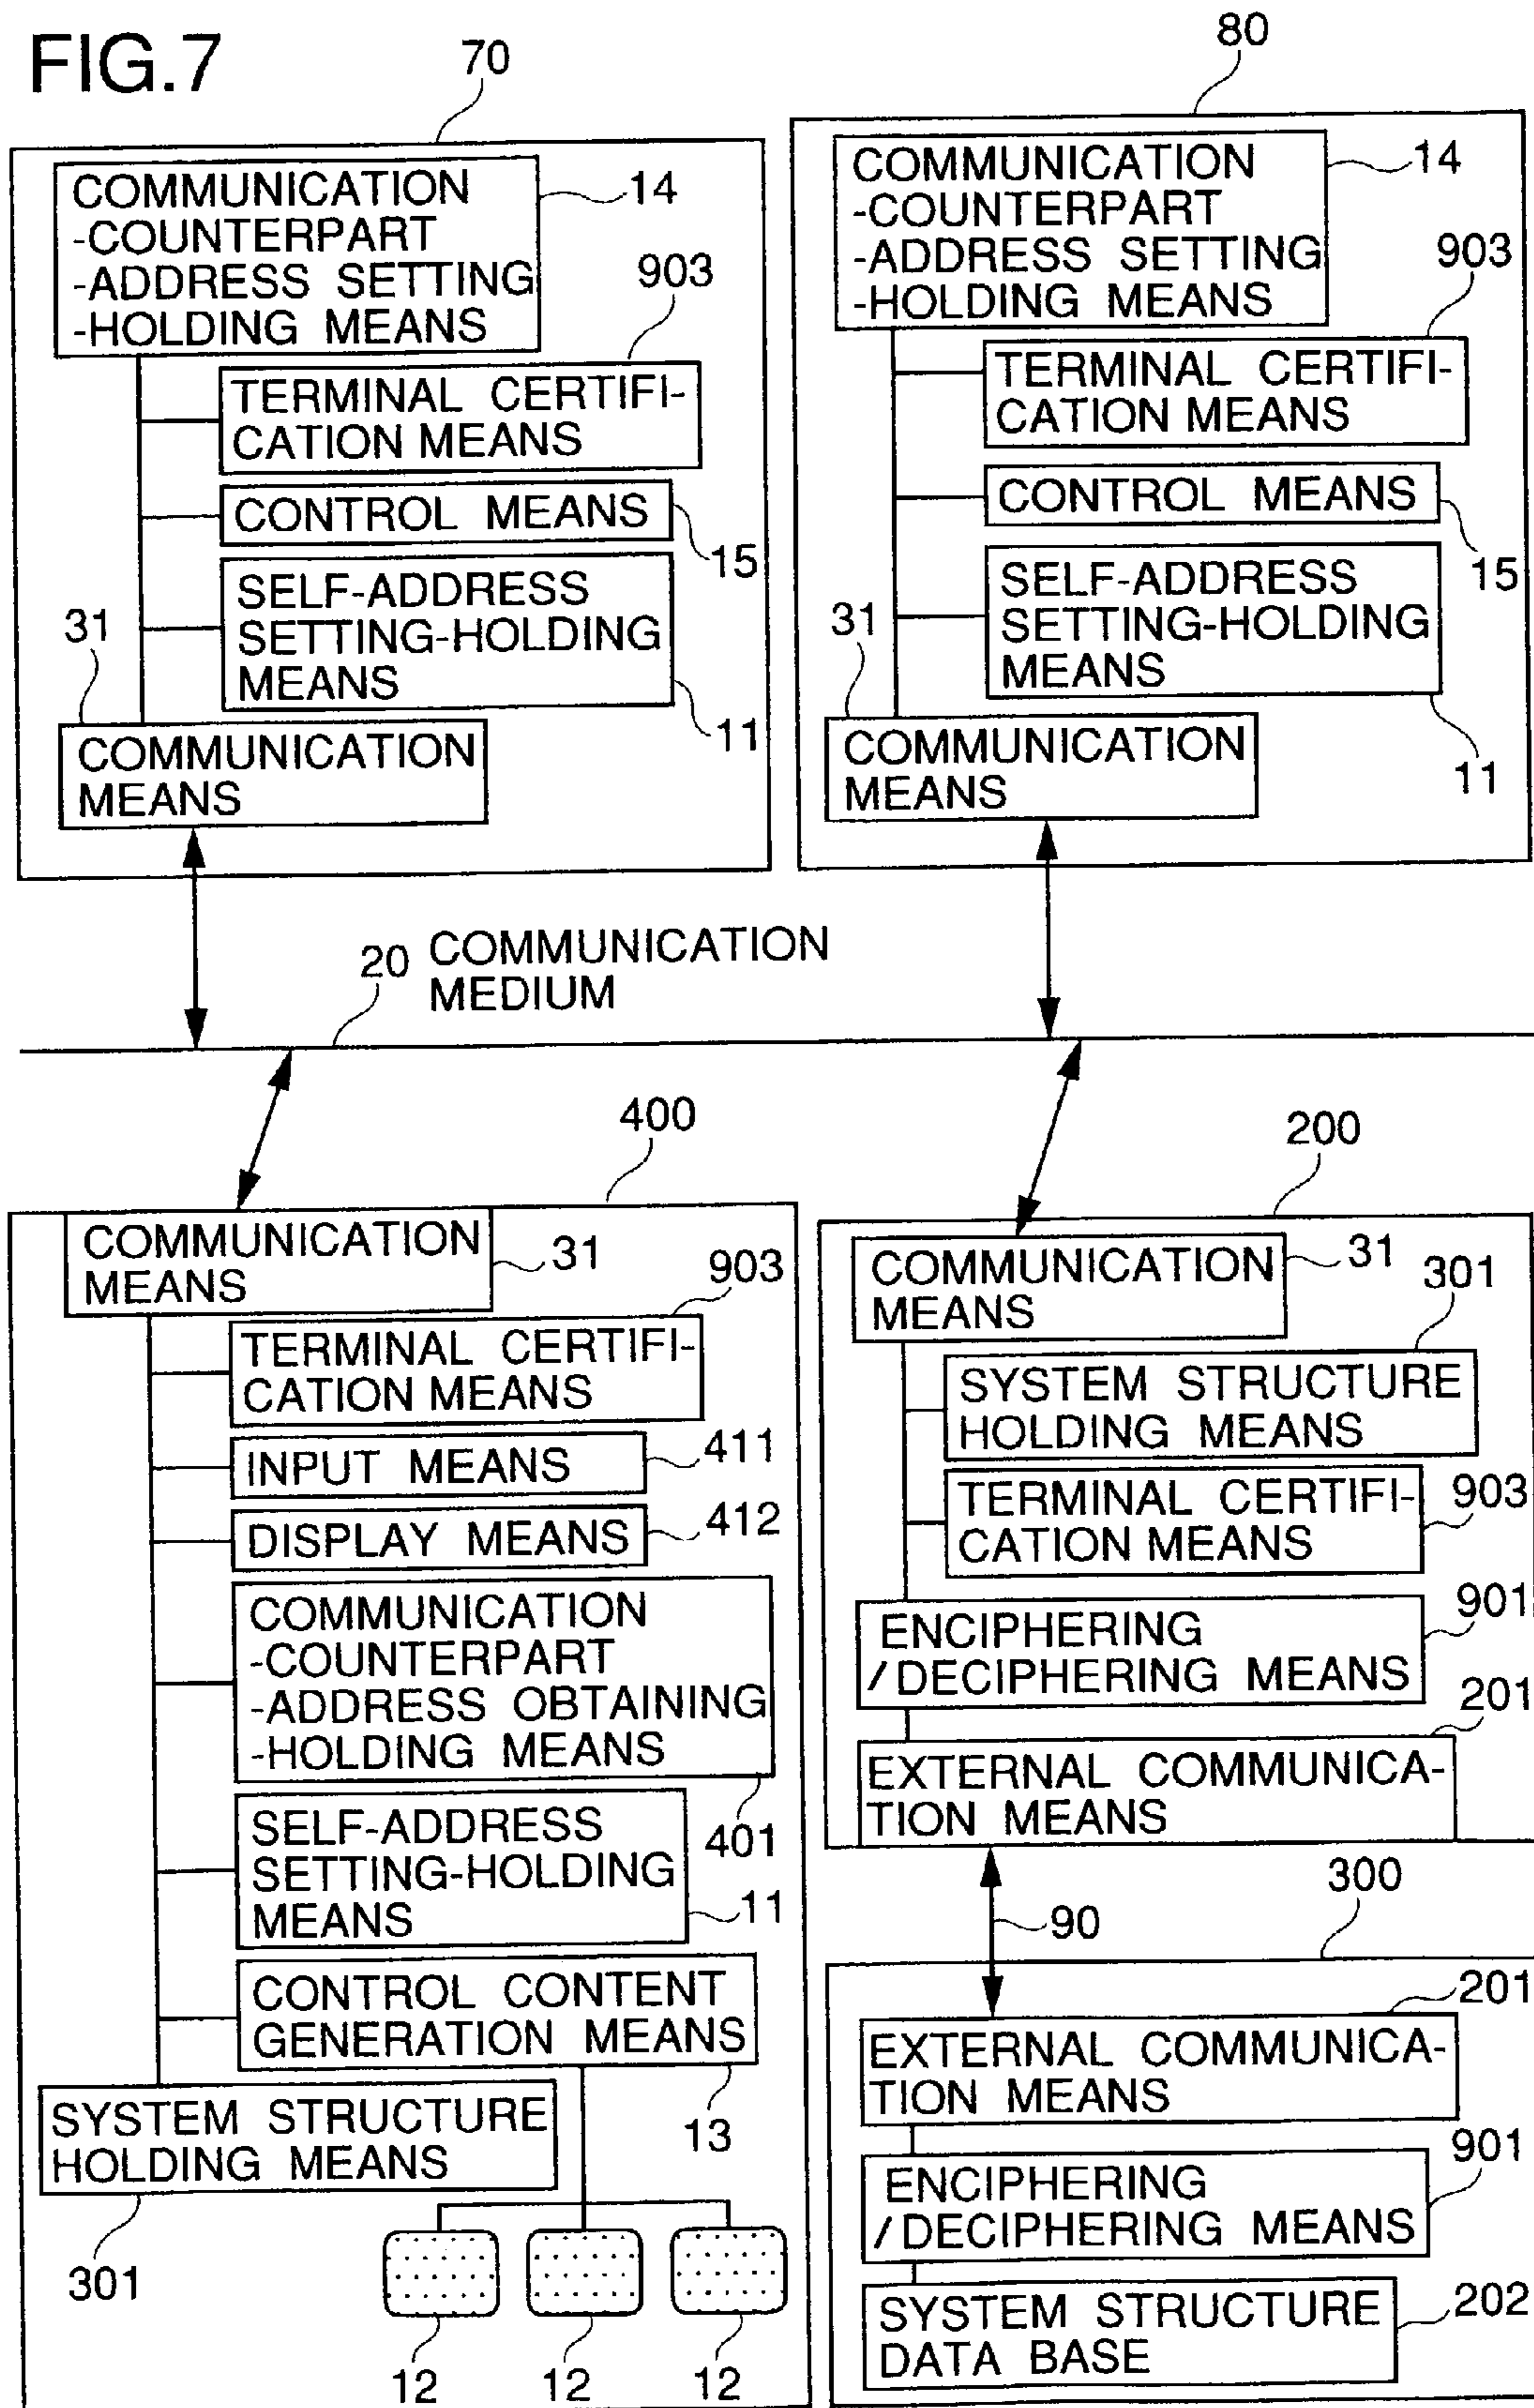 FIG.7
70
80
COMMUNICATION
-COUNTERPART
-ADDRESS SETTING
-HOLDING MEANS
14
903
TERMINAL CERTIFI-
CATION MEANS
CONTROL MEANS
15
SELF-ADDRESS
SETTING-HOLDING
MEANS
31
11
COMMUNICATION
MEANS
COMMUNICATION
-COUNTERPART
-ADDRESS SETTING
-HOLDING MEANS
14
903
TERMINAL CERTIFI-
CATION MEANS
CONTROL MEANS
15
SELF-ADDRESS
SETTING-HOLDING
MEANS
31
11
COMMUNICATION
MEANS
20 COMMUNICATION
MEDIUM
400
COMMUNICATION
MEANS
31
903
TERMINAL CERTIFI-
CATION MEANS
INPUT MEANS
411
DISPLAY MEANS
412
COMMUNICATION
-COUNTERPART
-ADDRESS OBTAINING
-HOLDING MEANS
401
SELF-ADDRESS
SETTING-HOLDING
MEANS
11
CONTROL CONTENT
GENERATION MEANS
13
SYSTEM STRUCTURE
HOLDING MEANS
301
12
12
12
200
COMMUNICATION
MEANS
31
301
SYSTEM STRUCTURE
HOLDING MEANS
TERMINAL CERTIFI-
CATION MEANS
903
ENCIPHERING
/DECIPHERING MEANS
901
201
EXTERNAL COMMUNICA-
TION MEANS
90
300
201
EXTERNAL COMMUNICA-
TION MEANS
901
ENCIPHERING
/DECIPHERING MEANS
SYSTEM STRUCTURE
DATA BASE
202